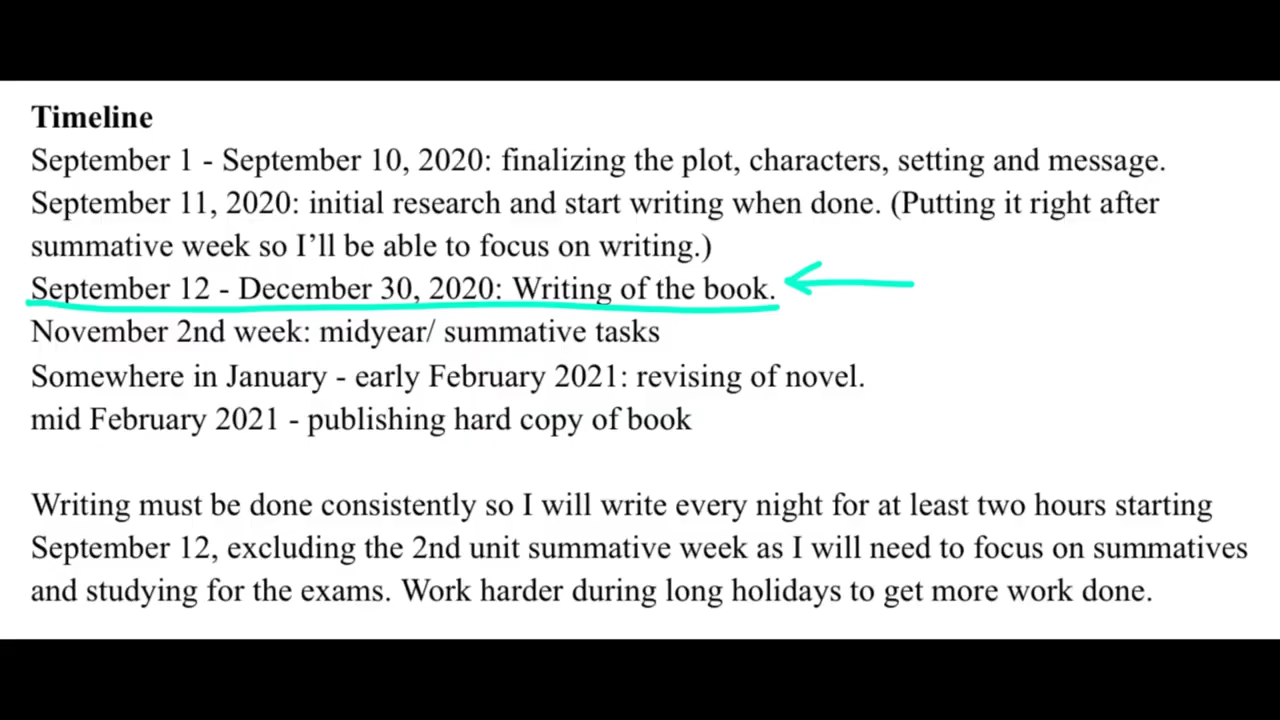 Timeline
September 1 - September 10, 2020: finalizing the plot, characters, setting and message.
September 11, 2020: initial research and start writing when done. (Putting it right after
summative week so I’ll be able to focus on writing.)
September 12 - December 30, 2020: Writing of the book.
November 2nd week: midyear/ summative tasks
Somewhere in January - early February 2021: revising of novel.
mid February 2021 - publishing hard copy of book
Writing must be done consistently so I will write every night for at least two hours starting
September 12, excluding the 2nd unit summative week as I will need to focus on summatives
and studying for the exams. Work harder during long holidays to get more work done.